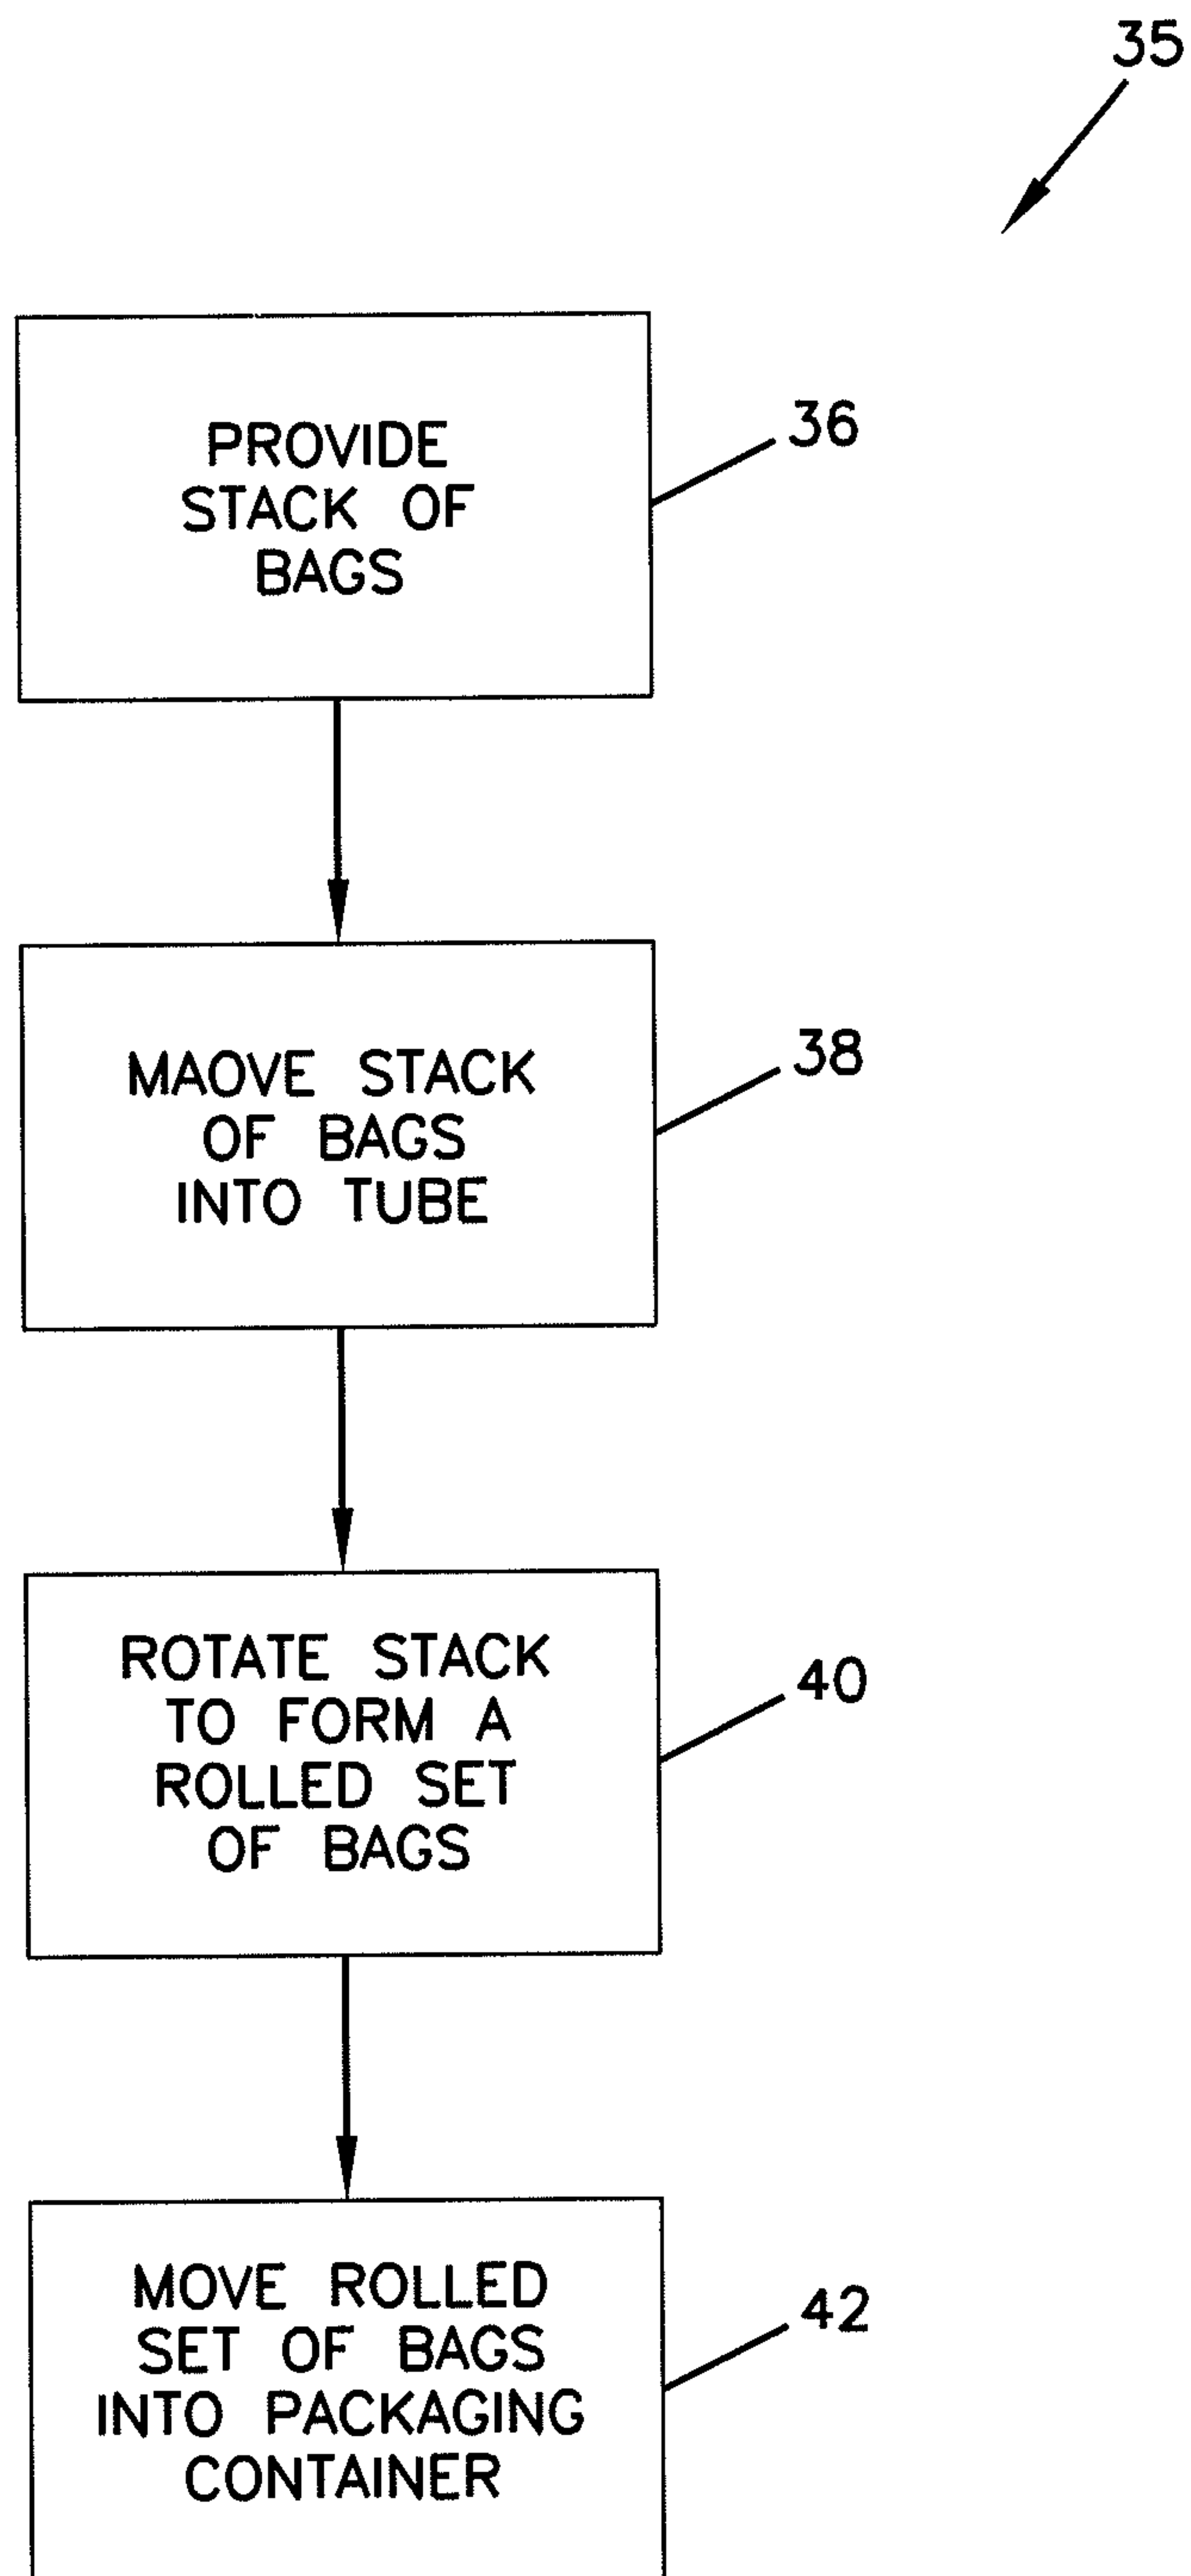 35
PROVIDE
STACK OF
BAGS
36
MAOVE STACK
OF BAGS
INTO TUBE
38
ROTATE STACK
TO FORM A
ROLLED SET
OF BAGS
40
MOVE ROLLED
SET OF BAGS
INTO PACKAGING
CONTAINER
42